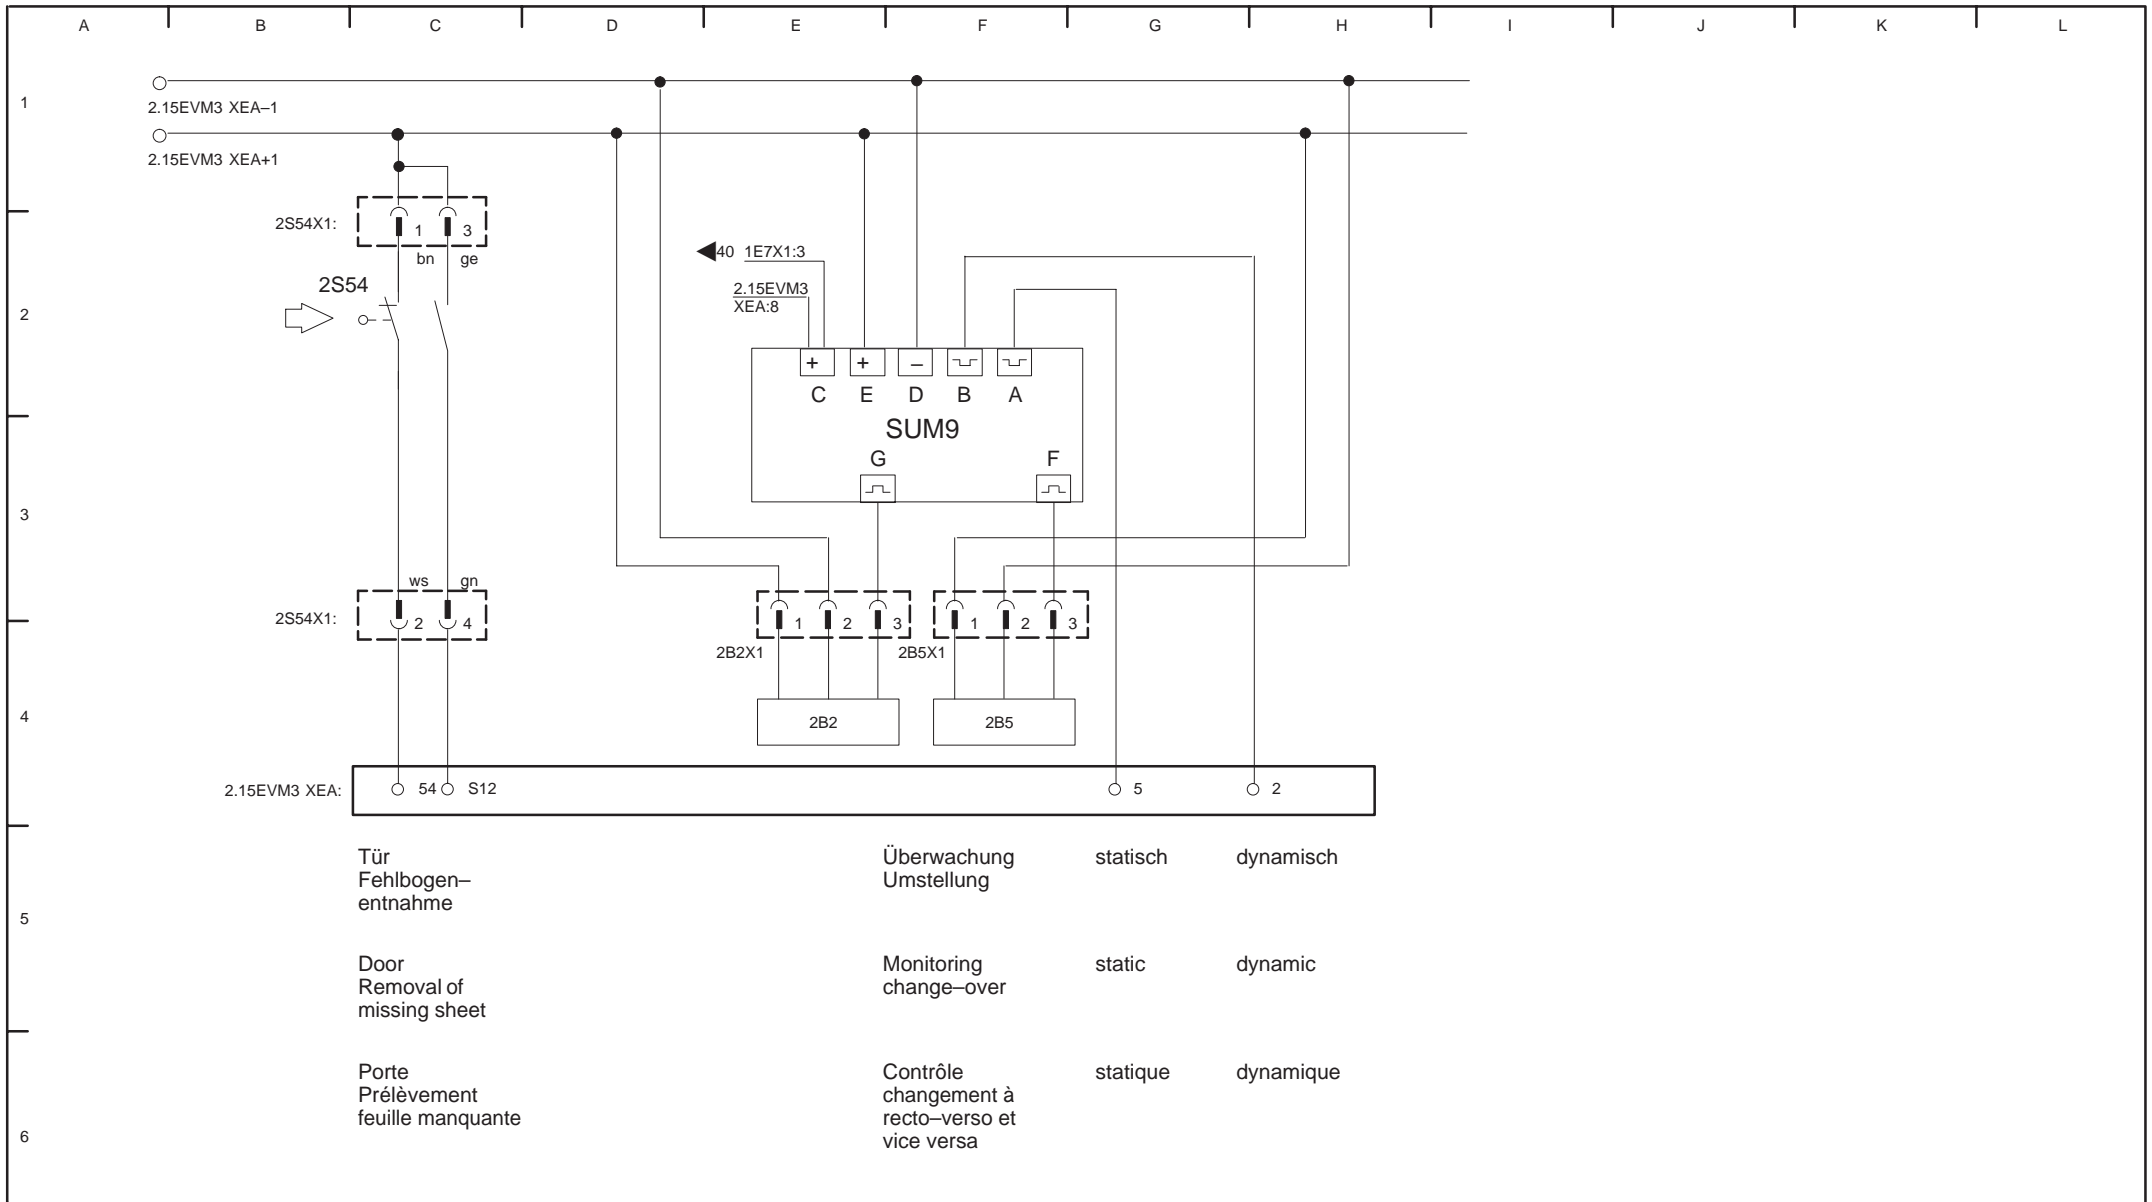 A B C D E F G H I J K L
1
2.15EVM3 XEA–1
2.15EVM3 XEA+1
2S54X1:
1 3
bn ge
40 1E7X1:3
2S54
2.15EVM3
XEA:8
2
+ + –
C E D B A
SUM9
G F
3
ws gn
2S54X1:
2 4
1 2 3 1 2 3
2B2X1 2B5X1
4
2B2 2B5
2.15EVM3 XEA: 54 S12 5 2
Tür
Fehlbogen–
entnahme
Überwachung
Umstellung
statisch
dynamisch
5
Door
Removal of
missing sheet
Monitoring
change–over
static
dynamic
Porte
Prélèvement
feuille manquante
Contrôle
changement à
recto–verso et
vice versa
statique
dynamique
6